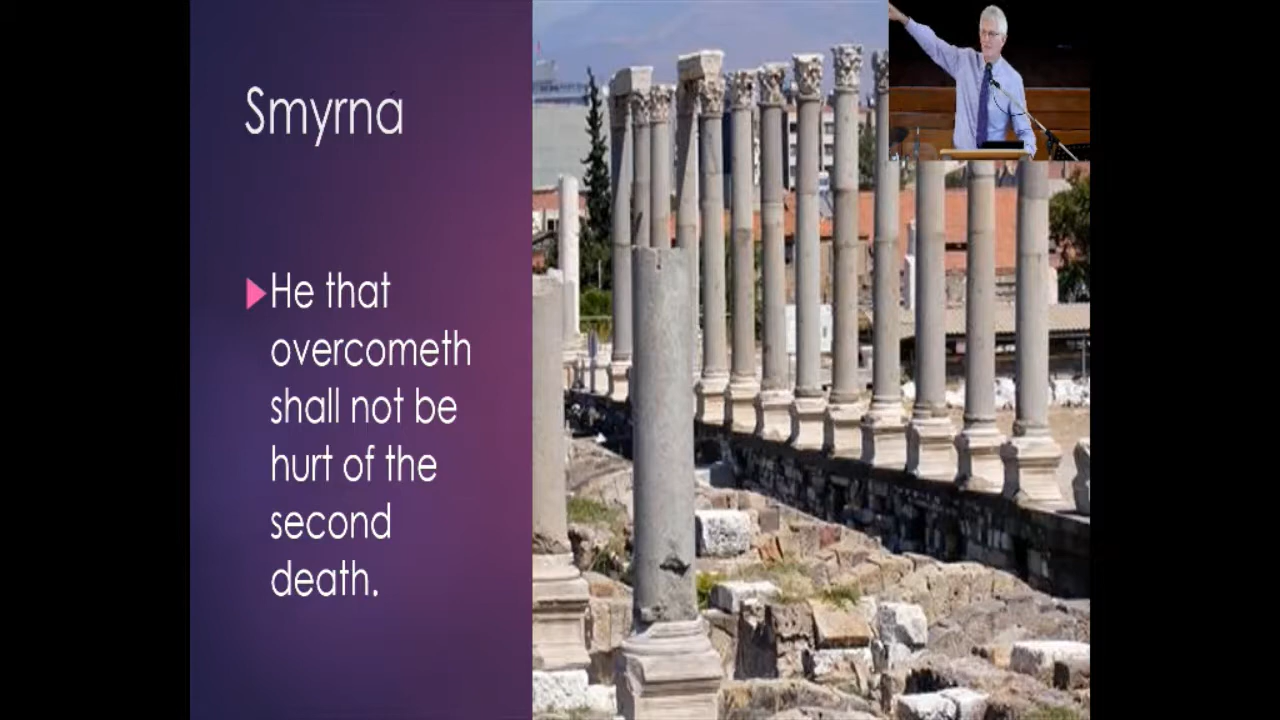 Smyrna
He that
overcometh
shall not be
hurt of the
second
death.